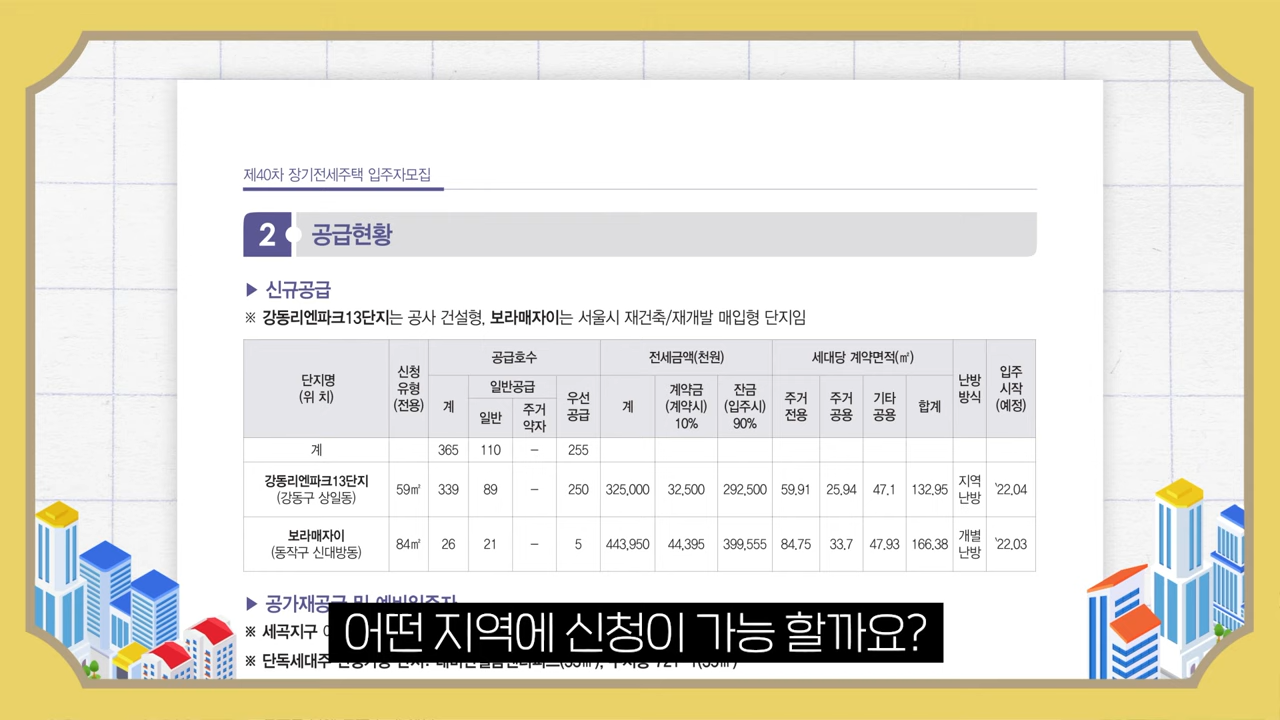 제40차 장기전세주택 입주자모집
2 공급현황
▶ 신규공급
※ 강동리엔파크13단지는 공사 건설형, 보라매자이는 서울시 재건축/재개발 매입형 단지임
단지명 (위 치) 신청 유형 (전용) 공급호수 전세금액(천원) 세대당 계약면적(㎡) 난방 방식 입주 시작 (예정)
계 일반공급 우선 공급 계 계약금 (계약시) 10% 잔금 (입주시) 90% 주거 전용 주거 공용 기타 공용 합계
일반 주거 약자
계 365 110 - 255
강동리엔파크13단지 (강동구 상일동) 59㎡ 339 89 - 250 325,000 32,500 292,500 59.91 25.94 47.1 132.95 지역 난방 '22.04
보라매자이 (동작구 신대방동) 84㎡ 26 21 - 5 443,950 44,395 399,555 84.75 33.7 47.93 166.38 개별 난방 '22.03
▶ 공가재공급 및 예비입주자
※ 세곡지구
※ 단독세대주
어떤 지역에 신청이 가능 할까요?